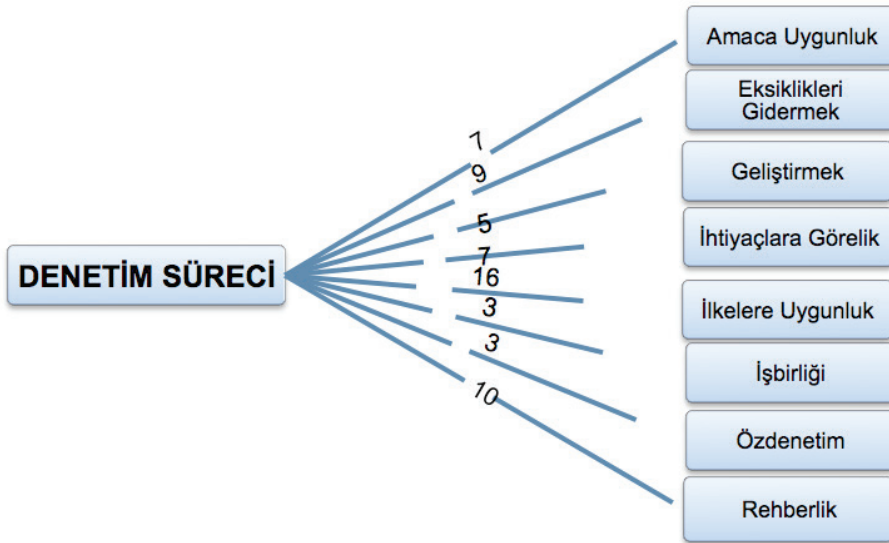 Amaca Uygunluk
Eksiklikleri
Gidermek
7
9
Geliştirmek
5
İhtiyaçlara Görelik
7
DENETİM SÜRECİ
16
İlkelere Uygunluk
3
3
İşbirliği
10
Özdenetim
Rehberlik